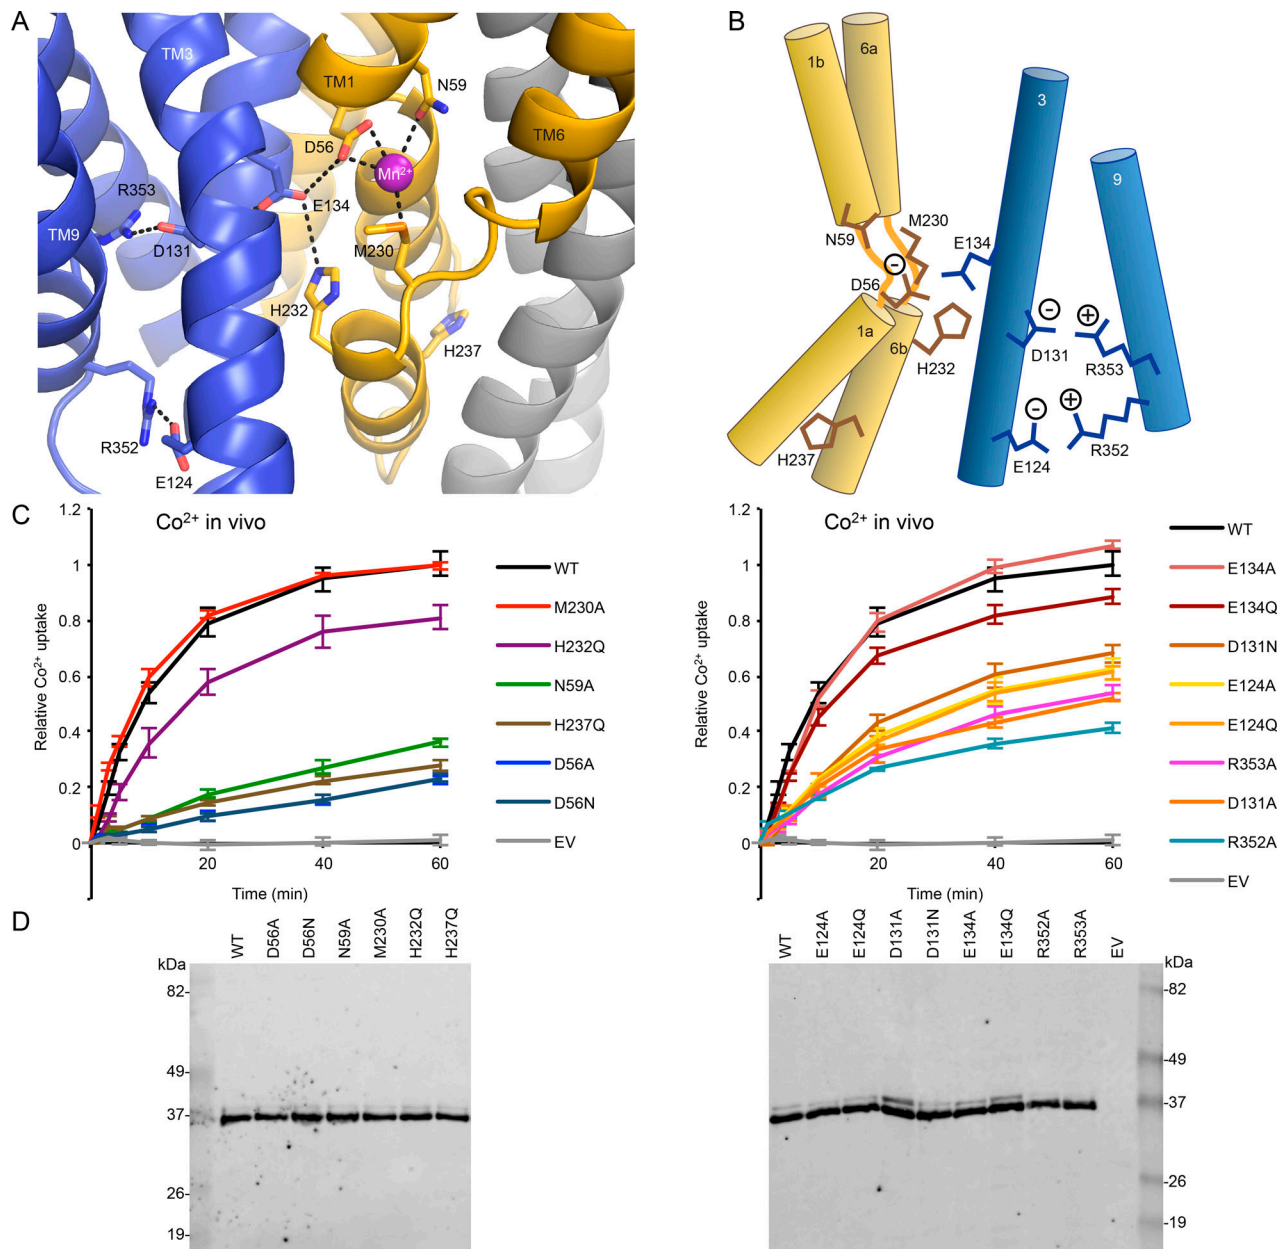 A
TM3
TM1
N59
TM6
D56
Mn2+
R353
E134
TM9
D131
M230
H232
H237
R352
E124
B
6a
1b
3
9
M230
N59
E134
-
D56
1a
6b
H232
-
+
D131
R353
-
+
H237
E124
R352
C
Co2+ in vivo
Relative Co2+ uptake
1.2
1
0.8
0.6
0.4
0.2
0
20
40
60
Time (min)
WT
M230A
H232Q
N59A
H237Q
D56A
D56N
EV
Co2+ in vivo
Relative Co2+ uptake
1.2
1
0.8
0.6
0.4
0.2
0
20
40
60
Time (min)
WT
E134A
E134Q
D131N
E124A
E124Q
R353A
D131A
R352A
EV
D
WT
D56A
D56N
N59A
M230A
H232Q
H237Q
kDa
82-
49-
37-
26-
19-
WT
E124A
E124Q
D131A
D131N
E134A
E134Q
R352A
R353A
EV
kDa
-82
-49
-37
-26
-19